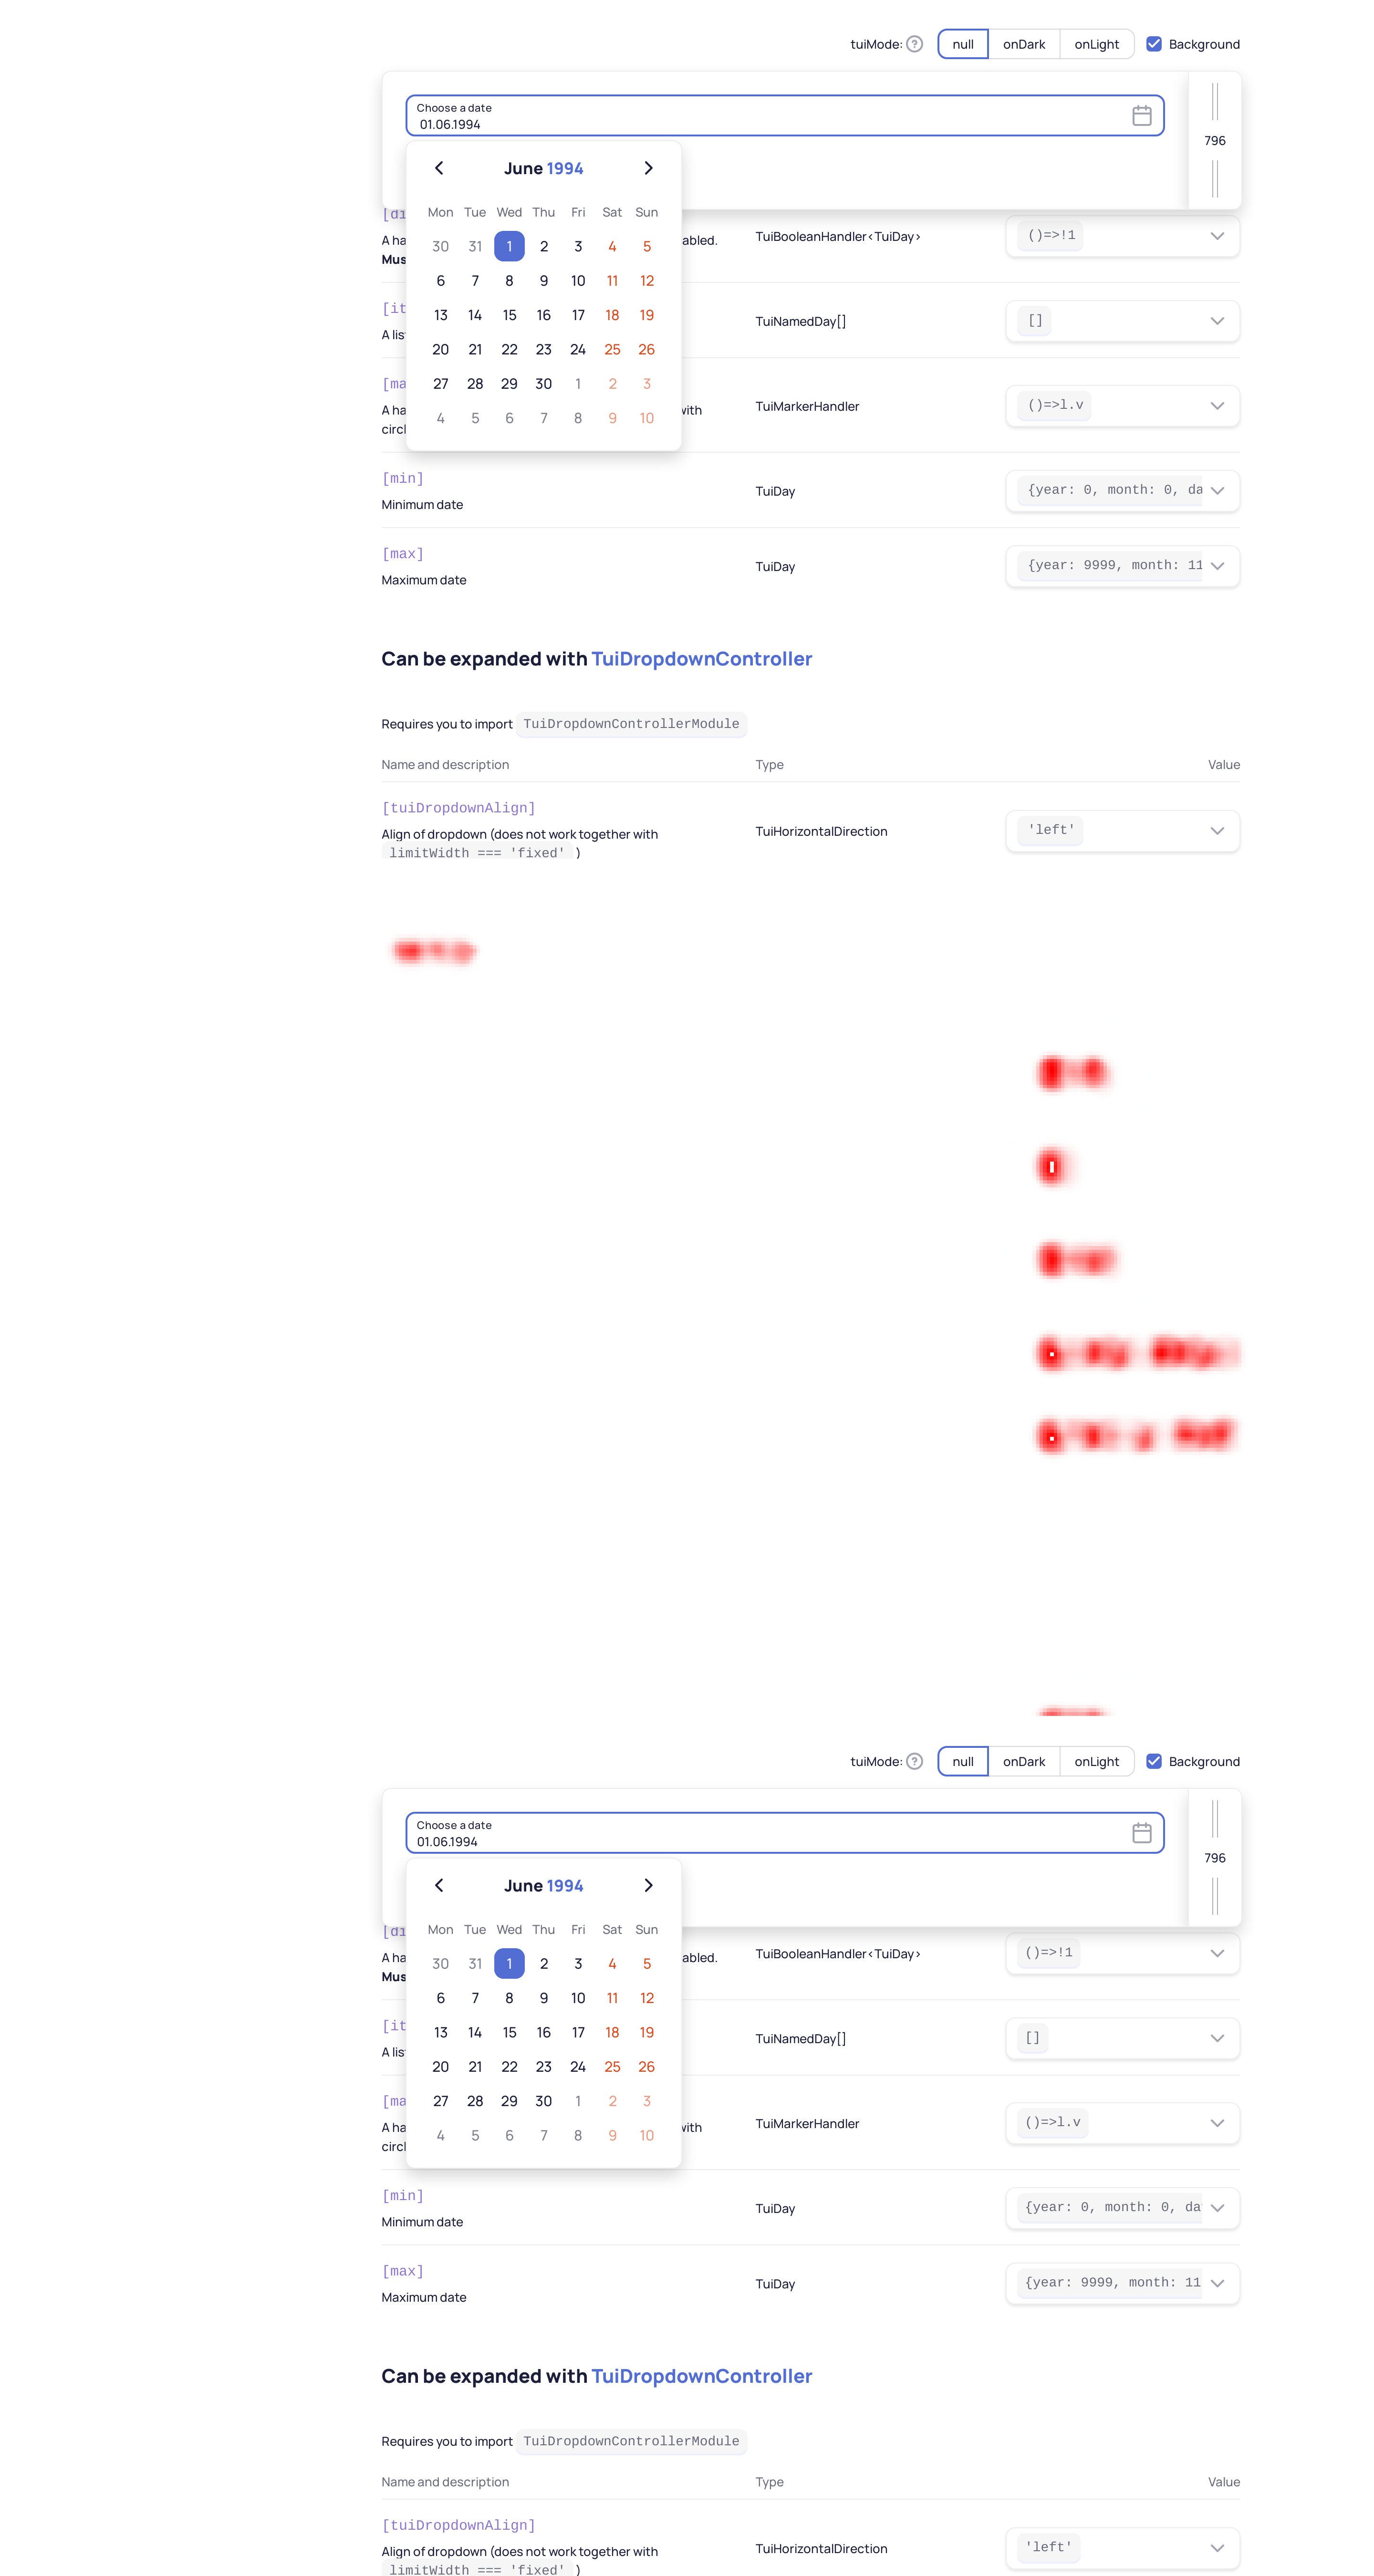 tuiMode: ? null onDark onLight Background
Choose a date
01.06.1994
796
June 1994
Mon Tue Wed Thu Fri Sat Sun
30 31 1 2 3 4 5
6 7 8 9 10 11 12
13 14 15 16 17 18 19
20 21 22 23 24 25 26
27 28 29 30 1 2 3
4 5 6 7 8 9 10
[di
A ha abled.
Mus
TuiBooleanHandler<TuiDay>
()=>!1
[it
A lis
TuiNamedDay[]
[]
[ma
A ha with
circl
TuiMarkerHandler
()=>l.v
[min]
Minimum date
TuiDay
{year: 0, month: 0, da
[max]
Maximum date
TuiDay
{year: 9999, month: 11
Can be expanded with TuiDropdownController
Requires you to import TuiDropdownControllerModule
Name and description Type Value
[tuiDropdownAlign]
Align of dropdown (does not work together with
limitWidth === 'fixed' )
TuiHorizontalDirection
'left'
tuiMode: ? null onDark onLight Background
Choose a date
01.06.1994
796
June 1994
Mon Tue Wed Thu Fri Sat Sun
30 31 1 2 3 4 5
6 7 8 9 10 11 12
13 14 15 16 17 18 19
20 21 22 23 24 25 26
27 28 29 30 1 2 3
4 5 6 7 8 9 10
[di
A ha abled.
Mus
TuiBooleanHandler<TuiDay>
()=>!1
[it
A lis
TuiNamedDay[]
[]
[ma
A ha with
circl
TuiMarkerHandler
()=>l.v
[min]
Minimum date
TuiDay
{year: 0, month: 0, da
[max]
Maximum date
TuiDay
{year: 9999, month: 11
Can be expanded with TuiDropdownController
Requires you to import TuiDropdownControllerModule
Name and description Type Value
[tuiDropdownAlign]
Align of dropdown (does not work together with
limitWidth === 'fixed' )
TuiHorizontalDirection
'left'